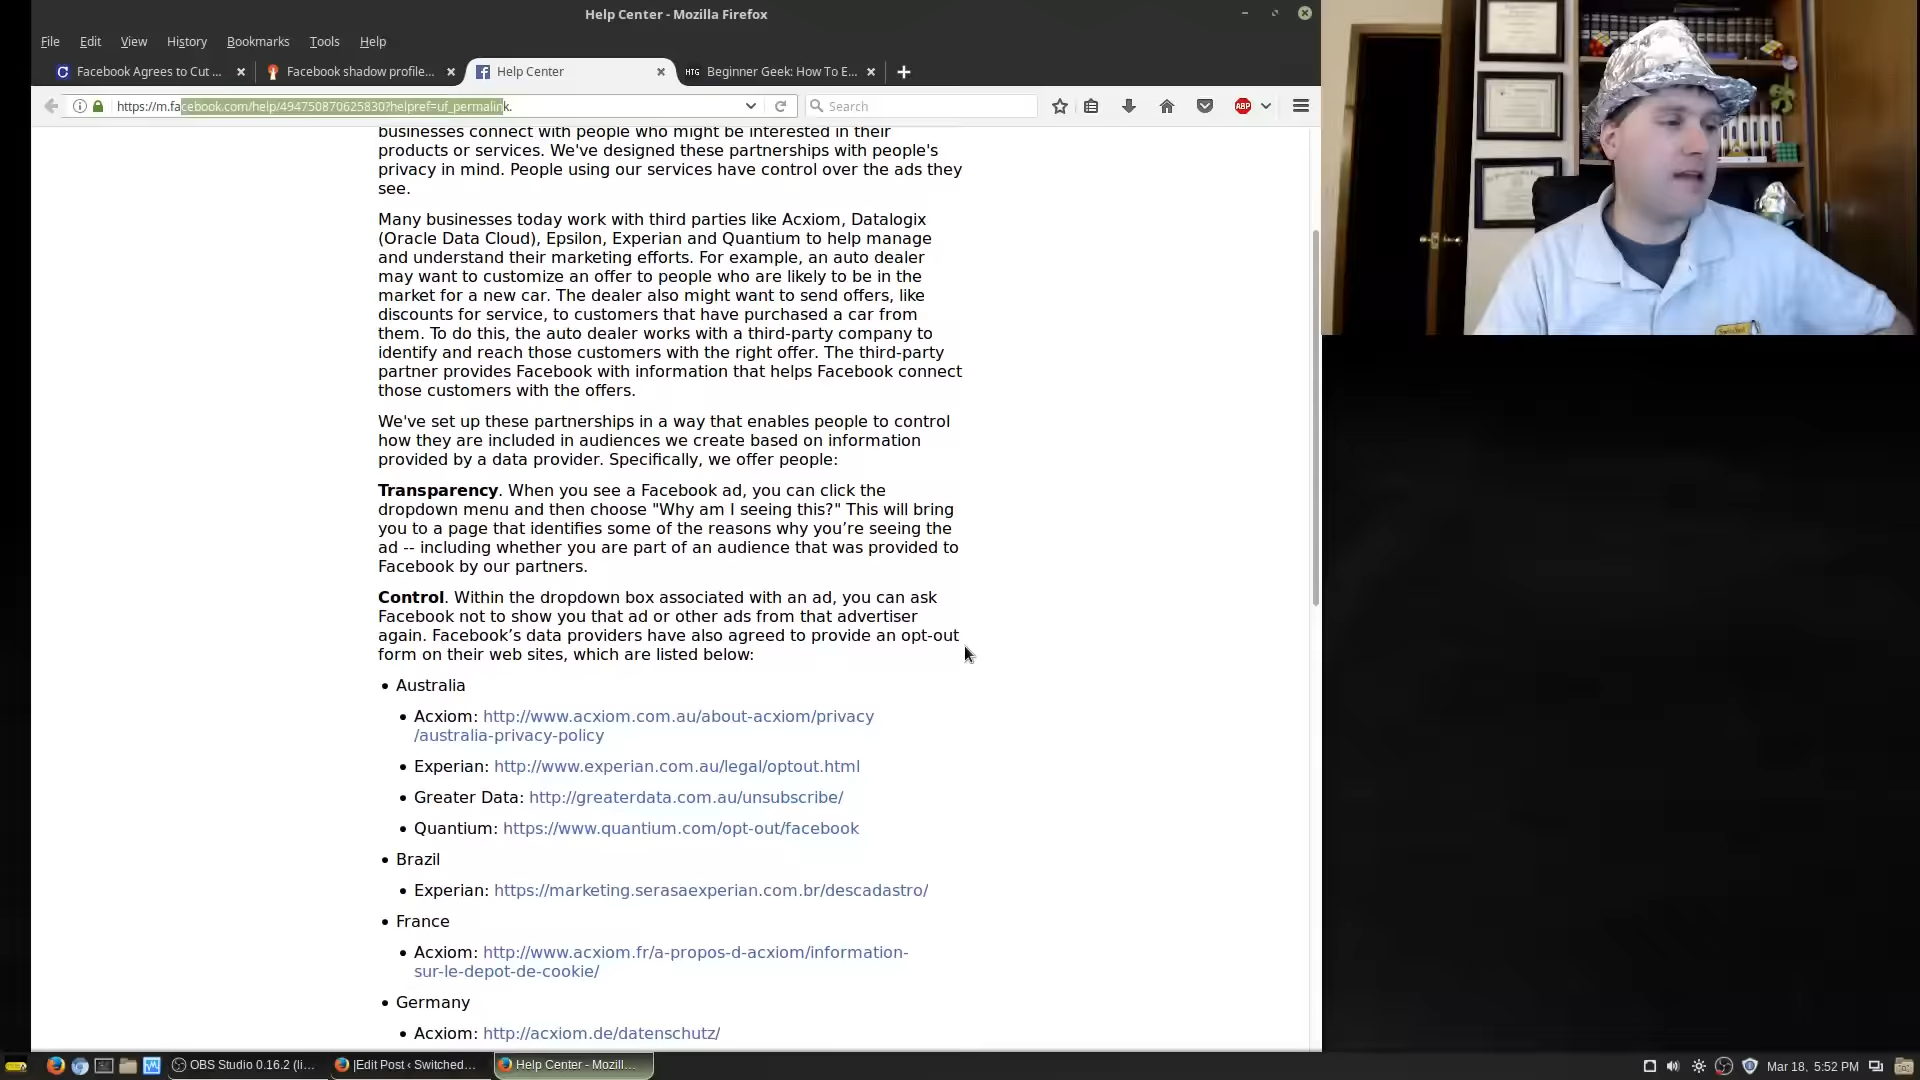 Help Center - Mozilla Firefox
File Edit View History Bookmarks Tools Help
Facebook Agrees to Cut ...
Facebook shadow profile...
Help Center
HTG Beginner Geek: How To E...
https://m.facebook.com/help/494750870625830?helpref=uf_permalink.
Search
ABP
businesses connect with people who might be interested in their
products or services. We've designed these partnerships with people's
privacy in mind. People using our services have control over the ads they
see.
Many businesses today work with third parties like Acxiom, Datalogix
(Oracle Data Cloud), Epsilon, Experian and Quantium to help manage
and understand their marketing efforts. For example, an auto dealer
may want to customize an offer to people who are likely to be in the
market for a new car. The dealer also might want to send offers, like
discounts for service, to customers that have purchased a car from
them. To do this, the auto dealer works with a third-party company to
identify and reach those customers with the right offer. The third-party
partner provides Facebook with information that helps Facebook connect
those customers with the offers.
We've set up these partnerships in a way that enables people to control
how they are included in audiences we create based on information
provided by a data provider. Specifically, we offer people:
Transparency. When you see a Facebook ad, you can click the
dropdown menu and then choose "Why am I seeing this?" This will bring
you to a page that identifies some of the reasons why you’re seeing the
ad -- including whether you are part of an audience that was provided to
Facebook by our partners.
Control. Within the dropdown box associated with an ad, you can ask
Facebook not to show you that ad or other ads from that advertiser
again. Facebook’s data providers have also agreed to provide an opt-out
form on their web sites, which are listed below:
• Australia
• Acxiom: http://www.acxiom.com.au/about-acxiom/privacy
/australia-privacy-policy
• Experian: http://www.experian.com.au/legal/optout.html
• Greater Data: http://greaterdata.com.au/unsubscribe/
• Quantium: https://www.quantium.com/opt-out/facebook
• Brazil
• Experian: https://marketing.serasaexperian.com.br/descadastro/
• France
• Acxiom: http://www.acxiom.fr/a-propos-d-acxiom/information-
sur-le-depot-de-cookie/
• Germany
• Acxiom: http://acxiom.de/datenschutz/
OBS Studio 0.16.2 (li...
|Edit Post ‹ Switched...
Help Center - Mozill...
Mar 18, 5:52 PM